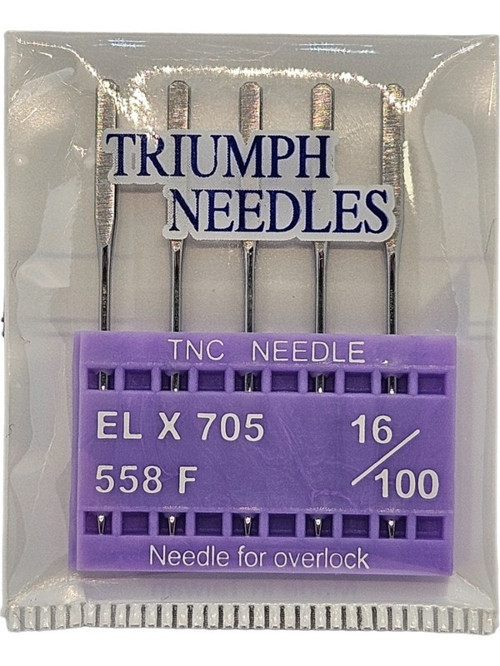 TRIUMPH
NEEDLES
TNC NEEDLE
EL X 705 16/100
558 F
Needle for overlock